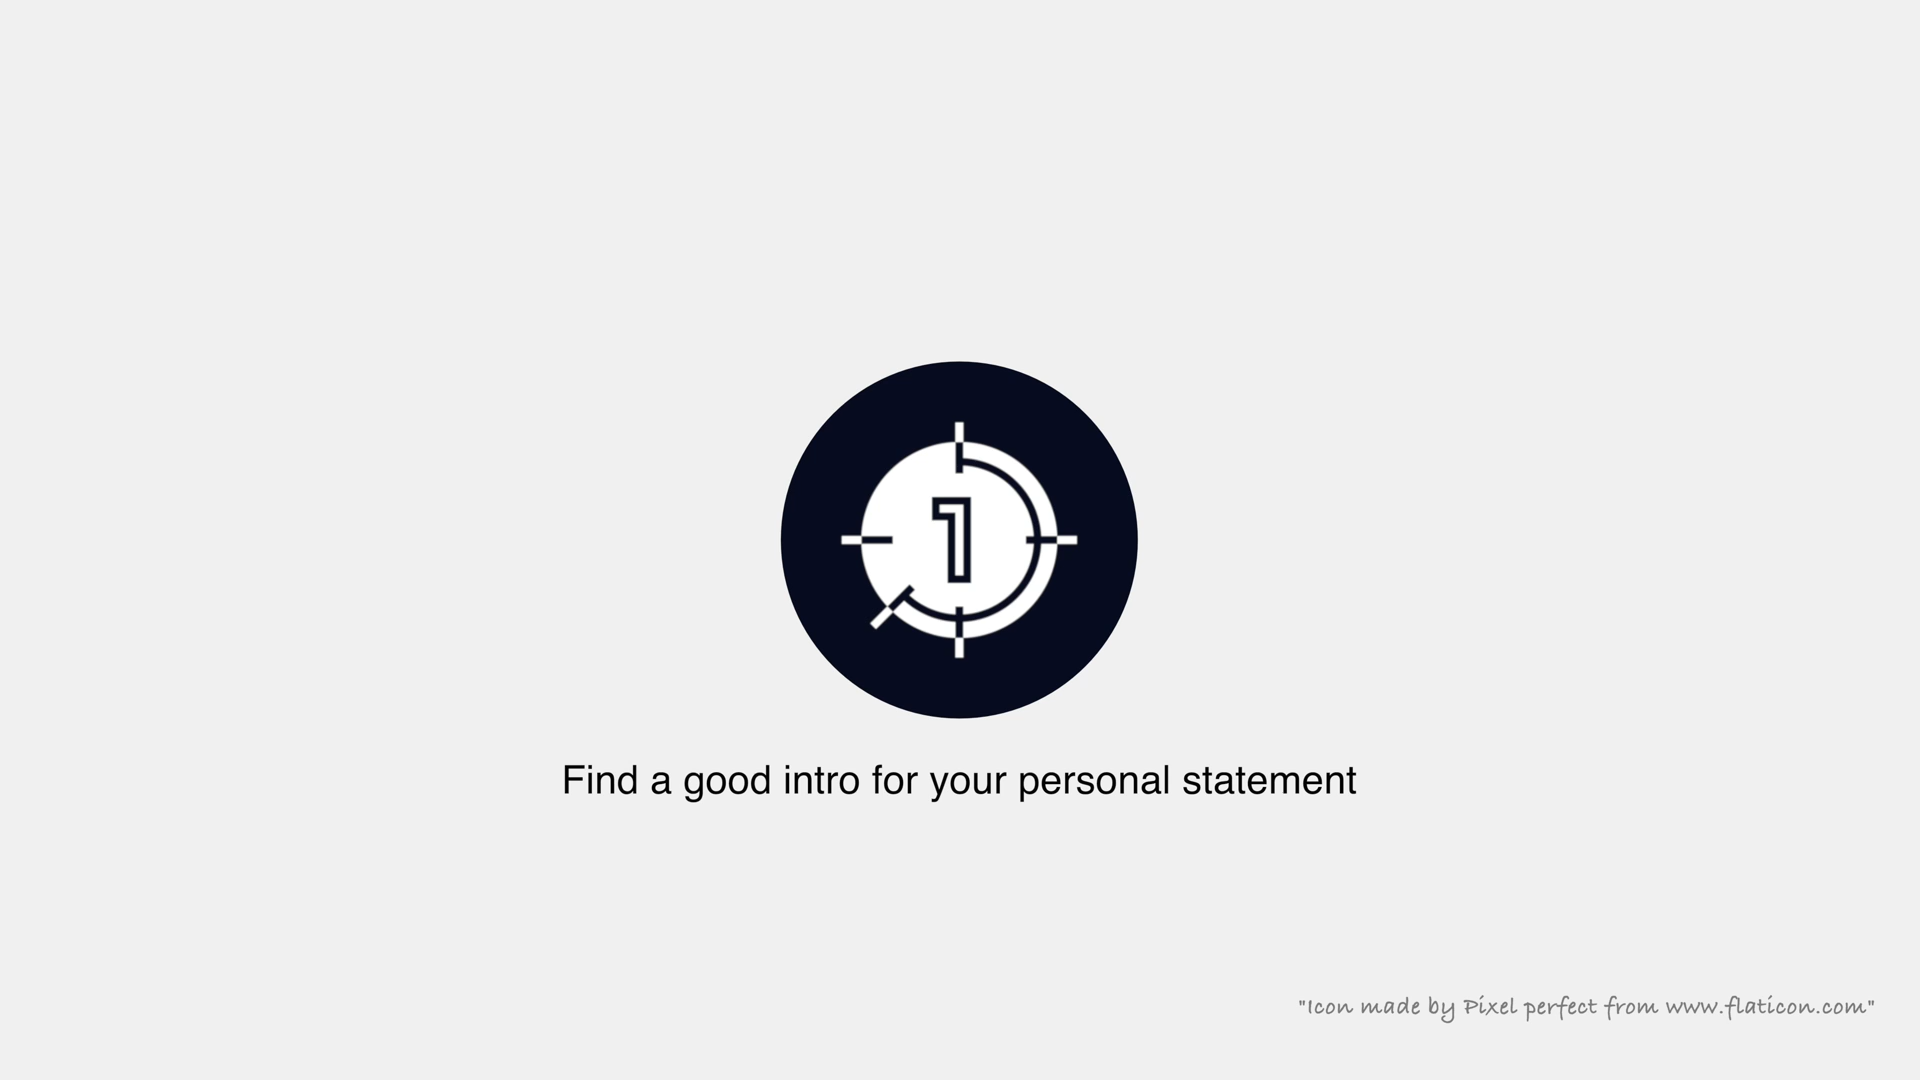 1
Find a good intro for your personal statement
"Icon made by Pixel perfect from www.flaticon.com"